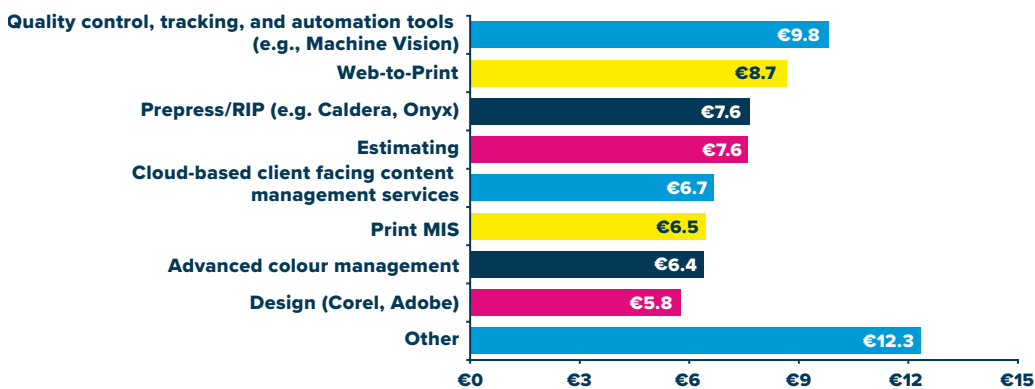 Quality control, tracking, and automation tools
(e.g., Machine Vision)
€9.8
Web-to-Print
€8.7
Prepress/RIP (e.g. Caldera, Onyx)
€7.6
Estimating
€7.6
Cloud-based client facing content
management services
€6.7
Print MIS
€6.5
Advanced colour management
€6.4
Design (Corel, Adobe)
€5.8
Other
€12.3
€0 €3 €6 €9 €12 €15